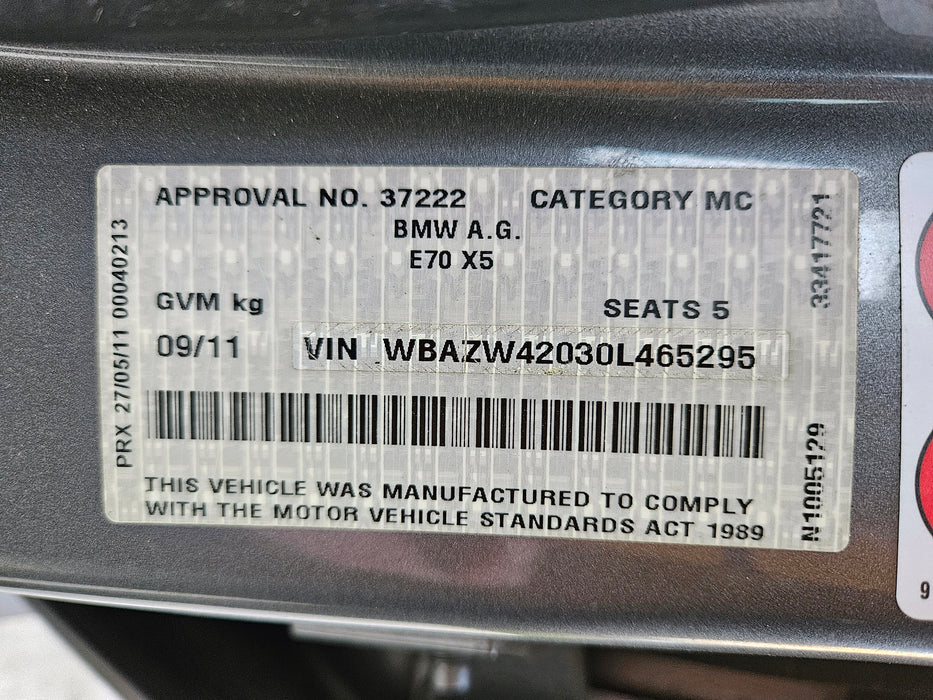 APPROVAL NO. 37222 CATEGORY MC
BMW A.G.
E70 X5
GVM kg SEATS 5
09/11 VIN WBAZW42030L465295
THIS VEHICLE WAS MANUFACTURED TO COMPLY
WITH THE MOTOR VEHICLE STANDARDS ACT 1989
PRX 27/05/11 00040213
33417721
N1005129
9